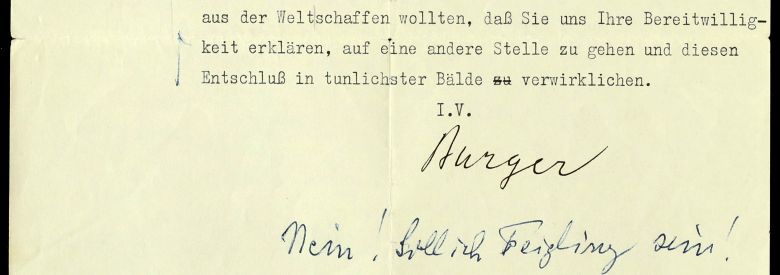 aus der Weltschaffen wollten, daß Sie uns Ihre Bereitwillig-
keit erklären, auf eine andere Stelle zu gehen und diesen
Entschluß in tunlichster Bälde zu verwirklichen.
I.V.
Burger
Nein! Soll ich Feigling sein!